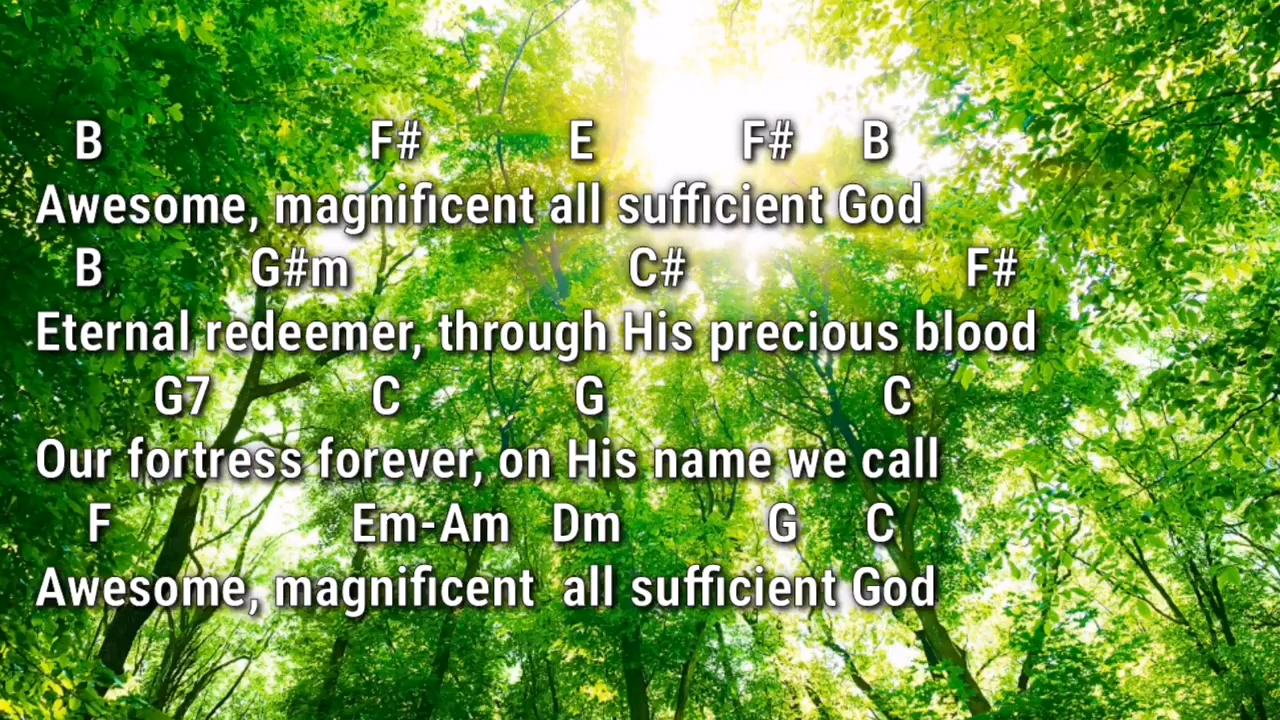 B F# E F# B
Awesome, magnificent all sufficient God
B G#m C# F#
Eternal redeemer, through His precious blood
G7 C G C
Our fortress forever, on His name we call
F Em-Am Dm G C
Awesome, magnificent all sufficient God